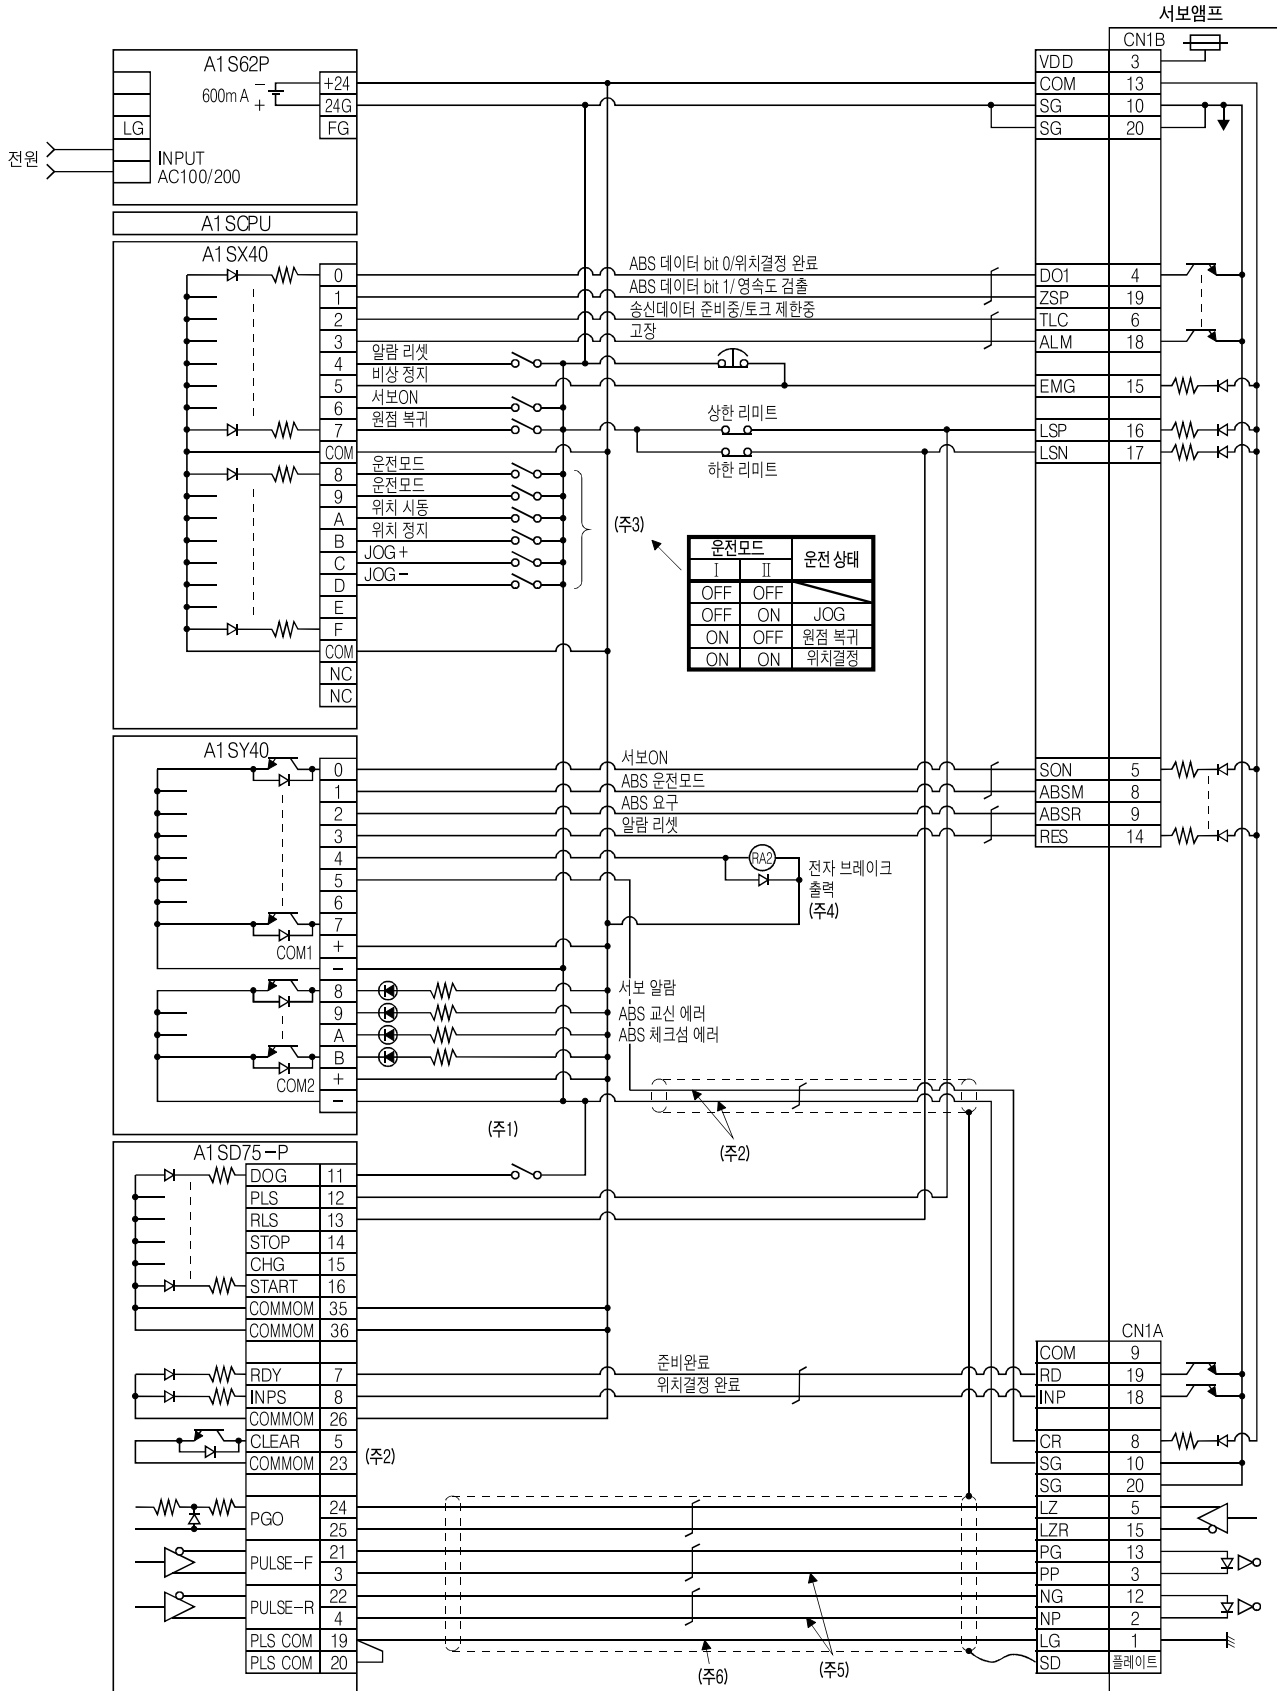 서보앰프
CN1B
A1S62P
600mA
−
+
+24
24G
FG
LG
전원
INPUT
AC100/200
VDD 3
COM 13
SG 10
SG 20
A1SCPU
A1SX40
0 ABS 데이터 bit 0/위치결정 완료 DO1 4
1 ABS 데이터 bit 1/영속도 검출 ZSP 19
2 송신데이터 준비중/토크 제한중 TLC 6
3 고장 ALM 18
4 알람 리셋
5 비상 정지 EMG 15
6 서보ON
7 원점 복귀 상한 리미트 LSP 16
COM 하한 리미트 LSN 17
8 운전모드
9 운전모드
A 위치 시동
B 위치 정지
C JOG+
D JOG−
E
F
COM
NC
NC
(주3)
운전모드 운전 상태
I II
OFF OFF
OFF ON JOG
ON OFF 원점 복귀
ON ON 위치결정
A1SY40
0 서보ON SON 5
1 ABS 운전모드 ABSM 8
2 ABS 요구 ABSR 9
3 알람 리셋 RES 14
4 RA2
5
6
7
전자 브레이크
출력
(주4)
COM1
+
−
8 서보 알람
9 ABS 교신 에러
A ABS 체크섬 에러
B
COM2
+
−
(주1)
(주2)
A1SD75−P
DOG 11
PLS 12
RLS 13
STOP 14
CHG 15
START 16
COMMOM 35
COMMOM 36
CN1A
COM 9
RDY 7 준비완료 RD 19
INPS 8 위치결정 완료 INP 18
COMMOM 26
CLEAR 5 (주2) CR 8
COMMOM 23 SG 10
SG 20
PGO 24 LZ 5
25 LZR 15
PULSE−F 21 PG 13
3 PP 3
PULSE−R 22 NG 12
4 NP 2
PLS COM 19 LG 1
PLS COM 20 SD 플레이트
(주6)
(주5)